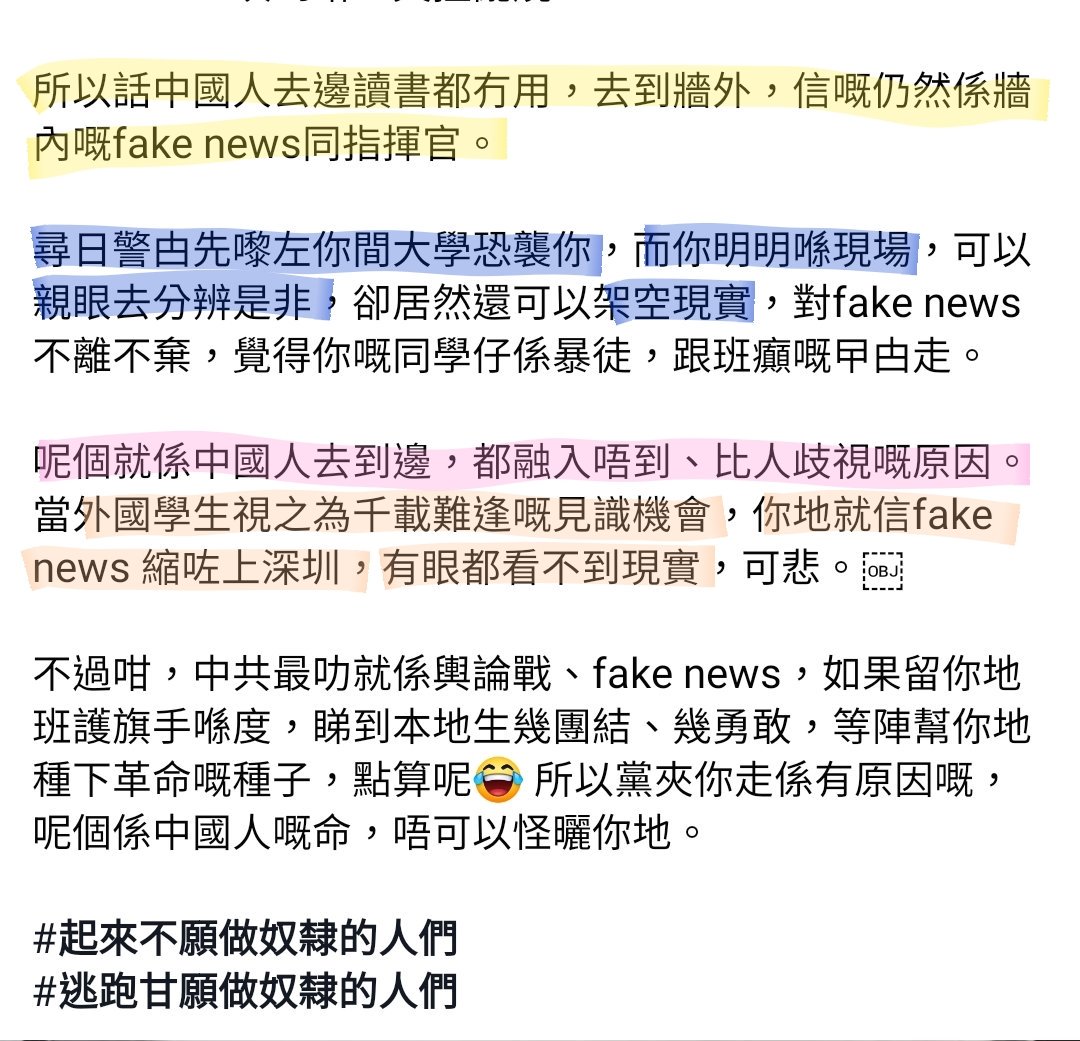 所以話中國人去邊讀書都冇用，去到牆外，信嘅仍然係牆
內嘅fake news同指揮官。
尋日警甴先嚟左你間大學恐襲你，而你明明喺現場，可以
親眼去分辨是非，卻居然還可以架空現實，對fake news
不離不棄，覺得你嘅同學仔係暴徒，跟班癲嘅曱甴走。
呢個就係中國人去到邊，都融入唔到、比人歧視嘅原因。
當外國學生視之為千載難逢嘅見識機會，你地就信fake
news 縮咗上深圳，有眼都看不到現實，可悲。￼
不過咁，中共最叻就係輿論戰、fake news，如果留你地
班護旗手喺度，睇到本地生幾團結、幾勇敢，等陣幫你地
種下革命嘅種子，點算呢😂 所以黨夾你走係有原因嘅，
呢個係中國人嘅命，唔可以怪曬你地。
#起來不願做奴隸的人們
#逃跑甘願做奴隸的人們